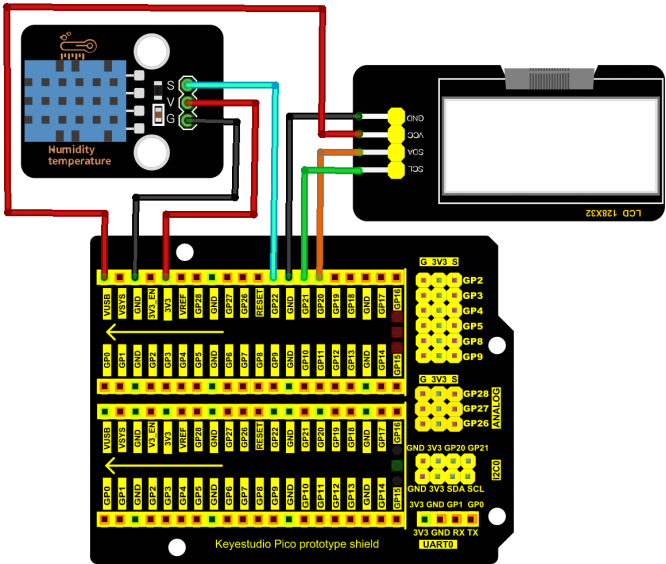 S
V
G
Humidity
temperature
GND
VCC
SDA
SCL
LCD 128X32
VUSB VSYS GND 3V3_EN 3V3 VREF GP28 GND GP27 GP26 RESET GP22 GND GP21 GP20 GP19 GP18 GND GP17 GP16
GP0 GP1 GND GP2 GP3 GP4 GP5 GND GP6 GP7 GP8 GP9 GND GP10 GP11 GP12 GP13 GND GP14 GP15
VUSB VSYS GND V3_EN 3V3 VREF GP28 GND GP27 GP26 RESET GP22 GND GP21 GP20 GP19 GP18 GND GP17 GP16
GP0 GP1 GND GP2 GP3 GP4 GP5 GND GP6 GP7 GP8 GP9 GND GP10 GP11 GP12 GP13 GND GP14 GP15
Keyestudio Pico prototype shield
G 3V3 S
GP2
GP3
GP4
GP5
GP8
GP9
G 3V3 S
GP28
GP27
GP26
ANALOG
GND 3V3 GP20 GP21
I2C0
GND 3V3 SDA SCL
3V3 GND GP1 GP0
3V3 GND RX TX
UART0